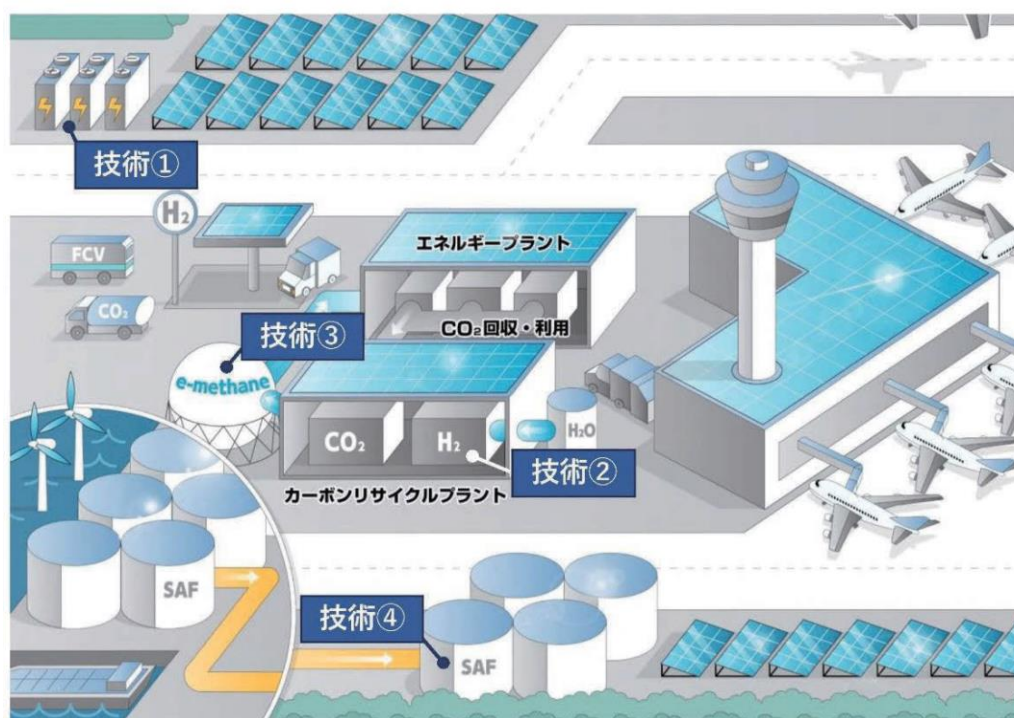 技術①
H₂
FCV
CO₂
エネルギープラント
CO₂回収・利用
技術③
e-methane
CO₂
H₂
H₂O
技術②
カーボンリサイクルプラント
SAF
技術④
SAF